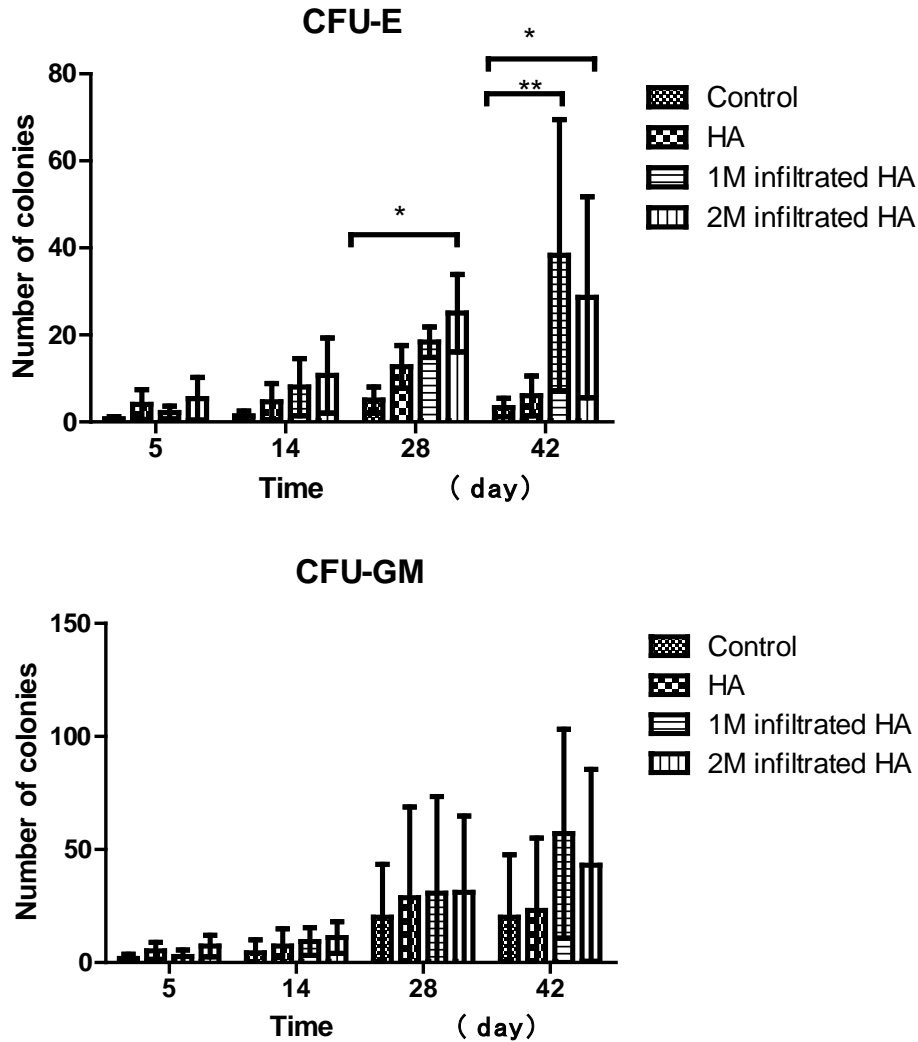 CFU-E
*
**
*
80
60
40
20
0
Number of colonies
5 14 28 42
Time ( day)
Control
HA
1M infiltrated HA
2M infiltrated HA
CFU-GM
150
100
50
0
Number of colonies
5 14 28 42
Time ( day)
Control
HA
1M infiltrated HA
2M infiltrated HA